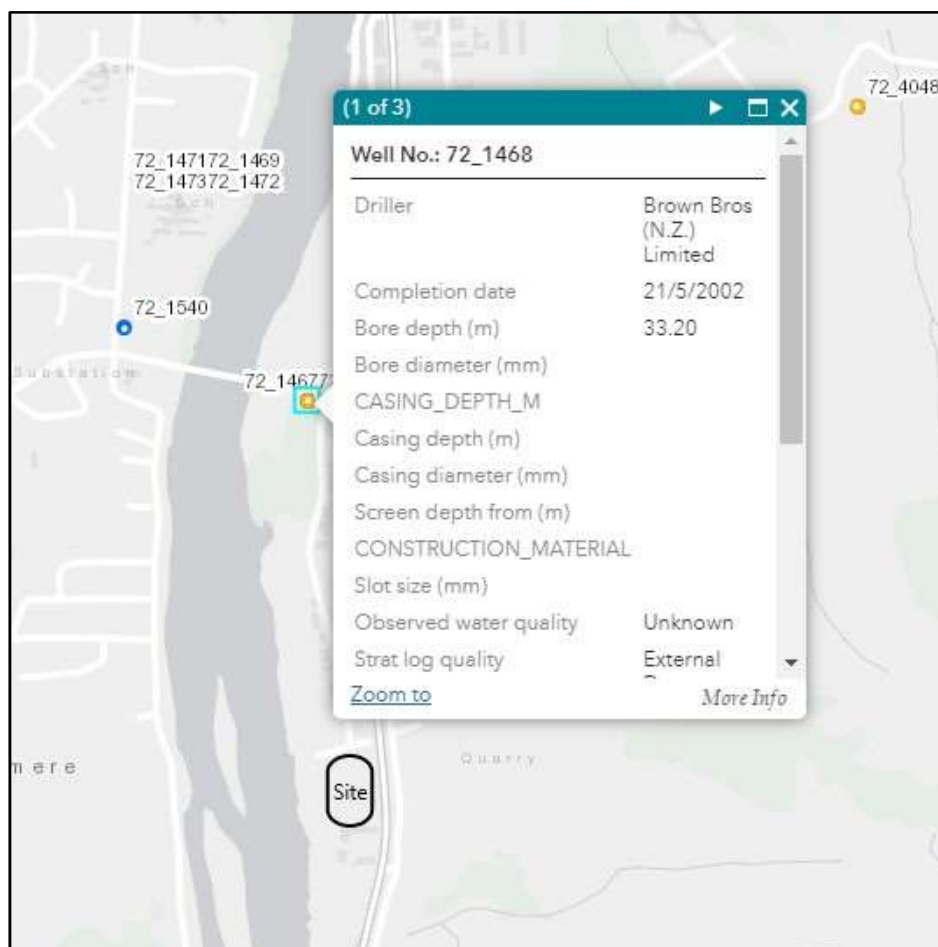 72_4048
(1 of 3)
Well No.: 72_1468
72_147172_1469
72_147372_1472
Driller
Brown Bros
(N.Z.)
Limited
Completion date
21/5/2002
72_1540
Bore depth (m)
33.20
Bore diameter (mm)
Substation
72_14677
CASING_DEPTH_M
Casing depth (m)
Casing diameter (mm)
Screen depth from (m)
CONSTRUCTION_MATERIAL
Slot size (mm)
Observed water quality
Unknown
Strat log quality
External
Zoom to
More Info
Quarry
mere
Site